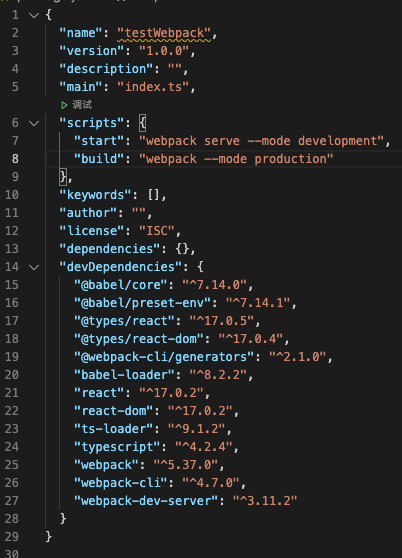 1 {
2 "name": "testWebpack",
3 "version": "1.0.0",
4 "description": "",
5 "main": "index.ts",
调试
6 "scripts": {
7 "start": "webpack serve --mode development",
8 "build": "webpack --mode production"
9 },
10 "keywords": [],
11 "author": "",
12 "license": "ISC",
13 "dependencies": {},
14 "devDependencies": {
15 "@babel/core": "^7.14.0",
16 "@babel/preset-env": "^7.14.1",
17 "@types/react": "^17.0.5",
18 "@types/react-dom": "^17.0.4",
19 "@webpack-cli/generators": "^2.1.0",
20 "babel-loader": "^8.2.2",
21 "react": "^17.0.2",
22 "react-dom": "^17.0.2",
23 "ts-loader": "^9.1.2",
24 "typescript": "^4.2.4",
25 "webpack": "^5.37.0",
26 "webpack-cli": "^4.7.0",
27 "webpack-dev-server": "^3.11.2"
28 }
29 }
30